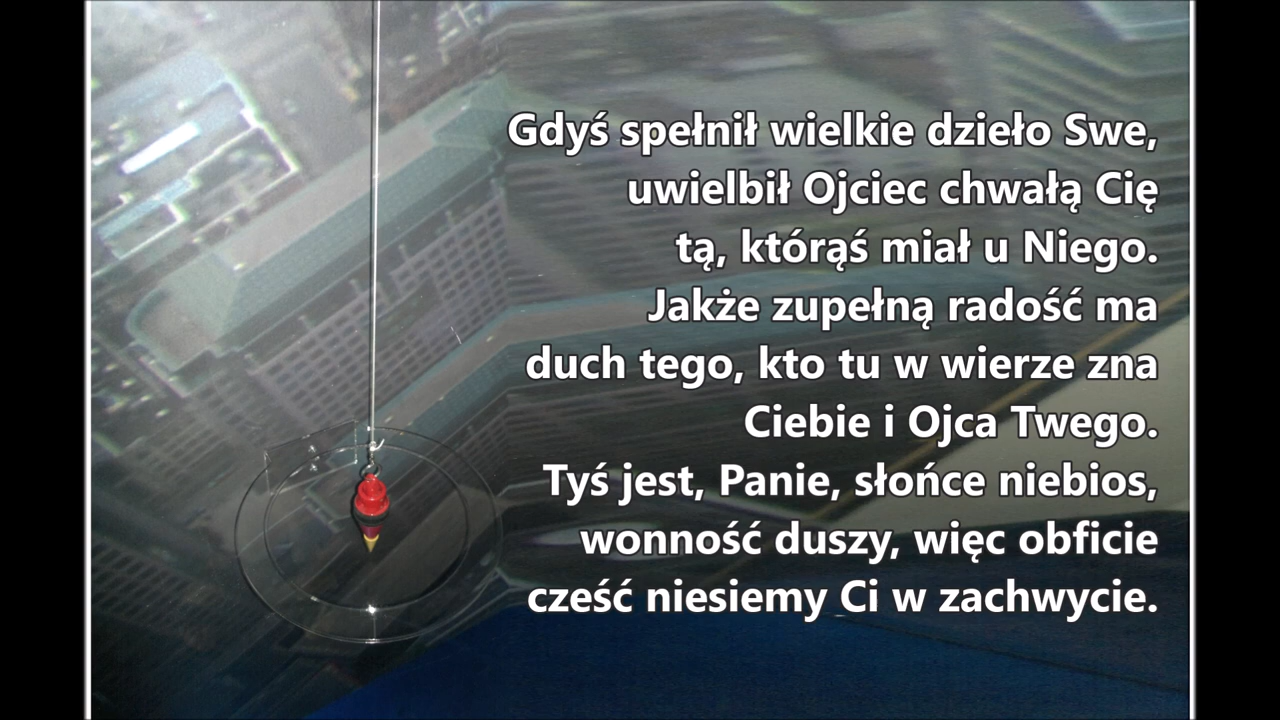 Gdyś spełnił wielkie dzieło Swe,
uwielbił Ojciec chwałą Cię
tą, którąś miał u Niego.
Jakże zupełną radość ma
duch tego, kto tu w wierze zna
Ciebie i Ojca Twego.
Tyś jest, Panie, słońce niebios,
wonność duszy, więc obficie
cześć niesiemy Ci w zachwycie.